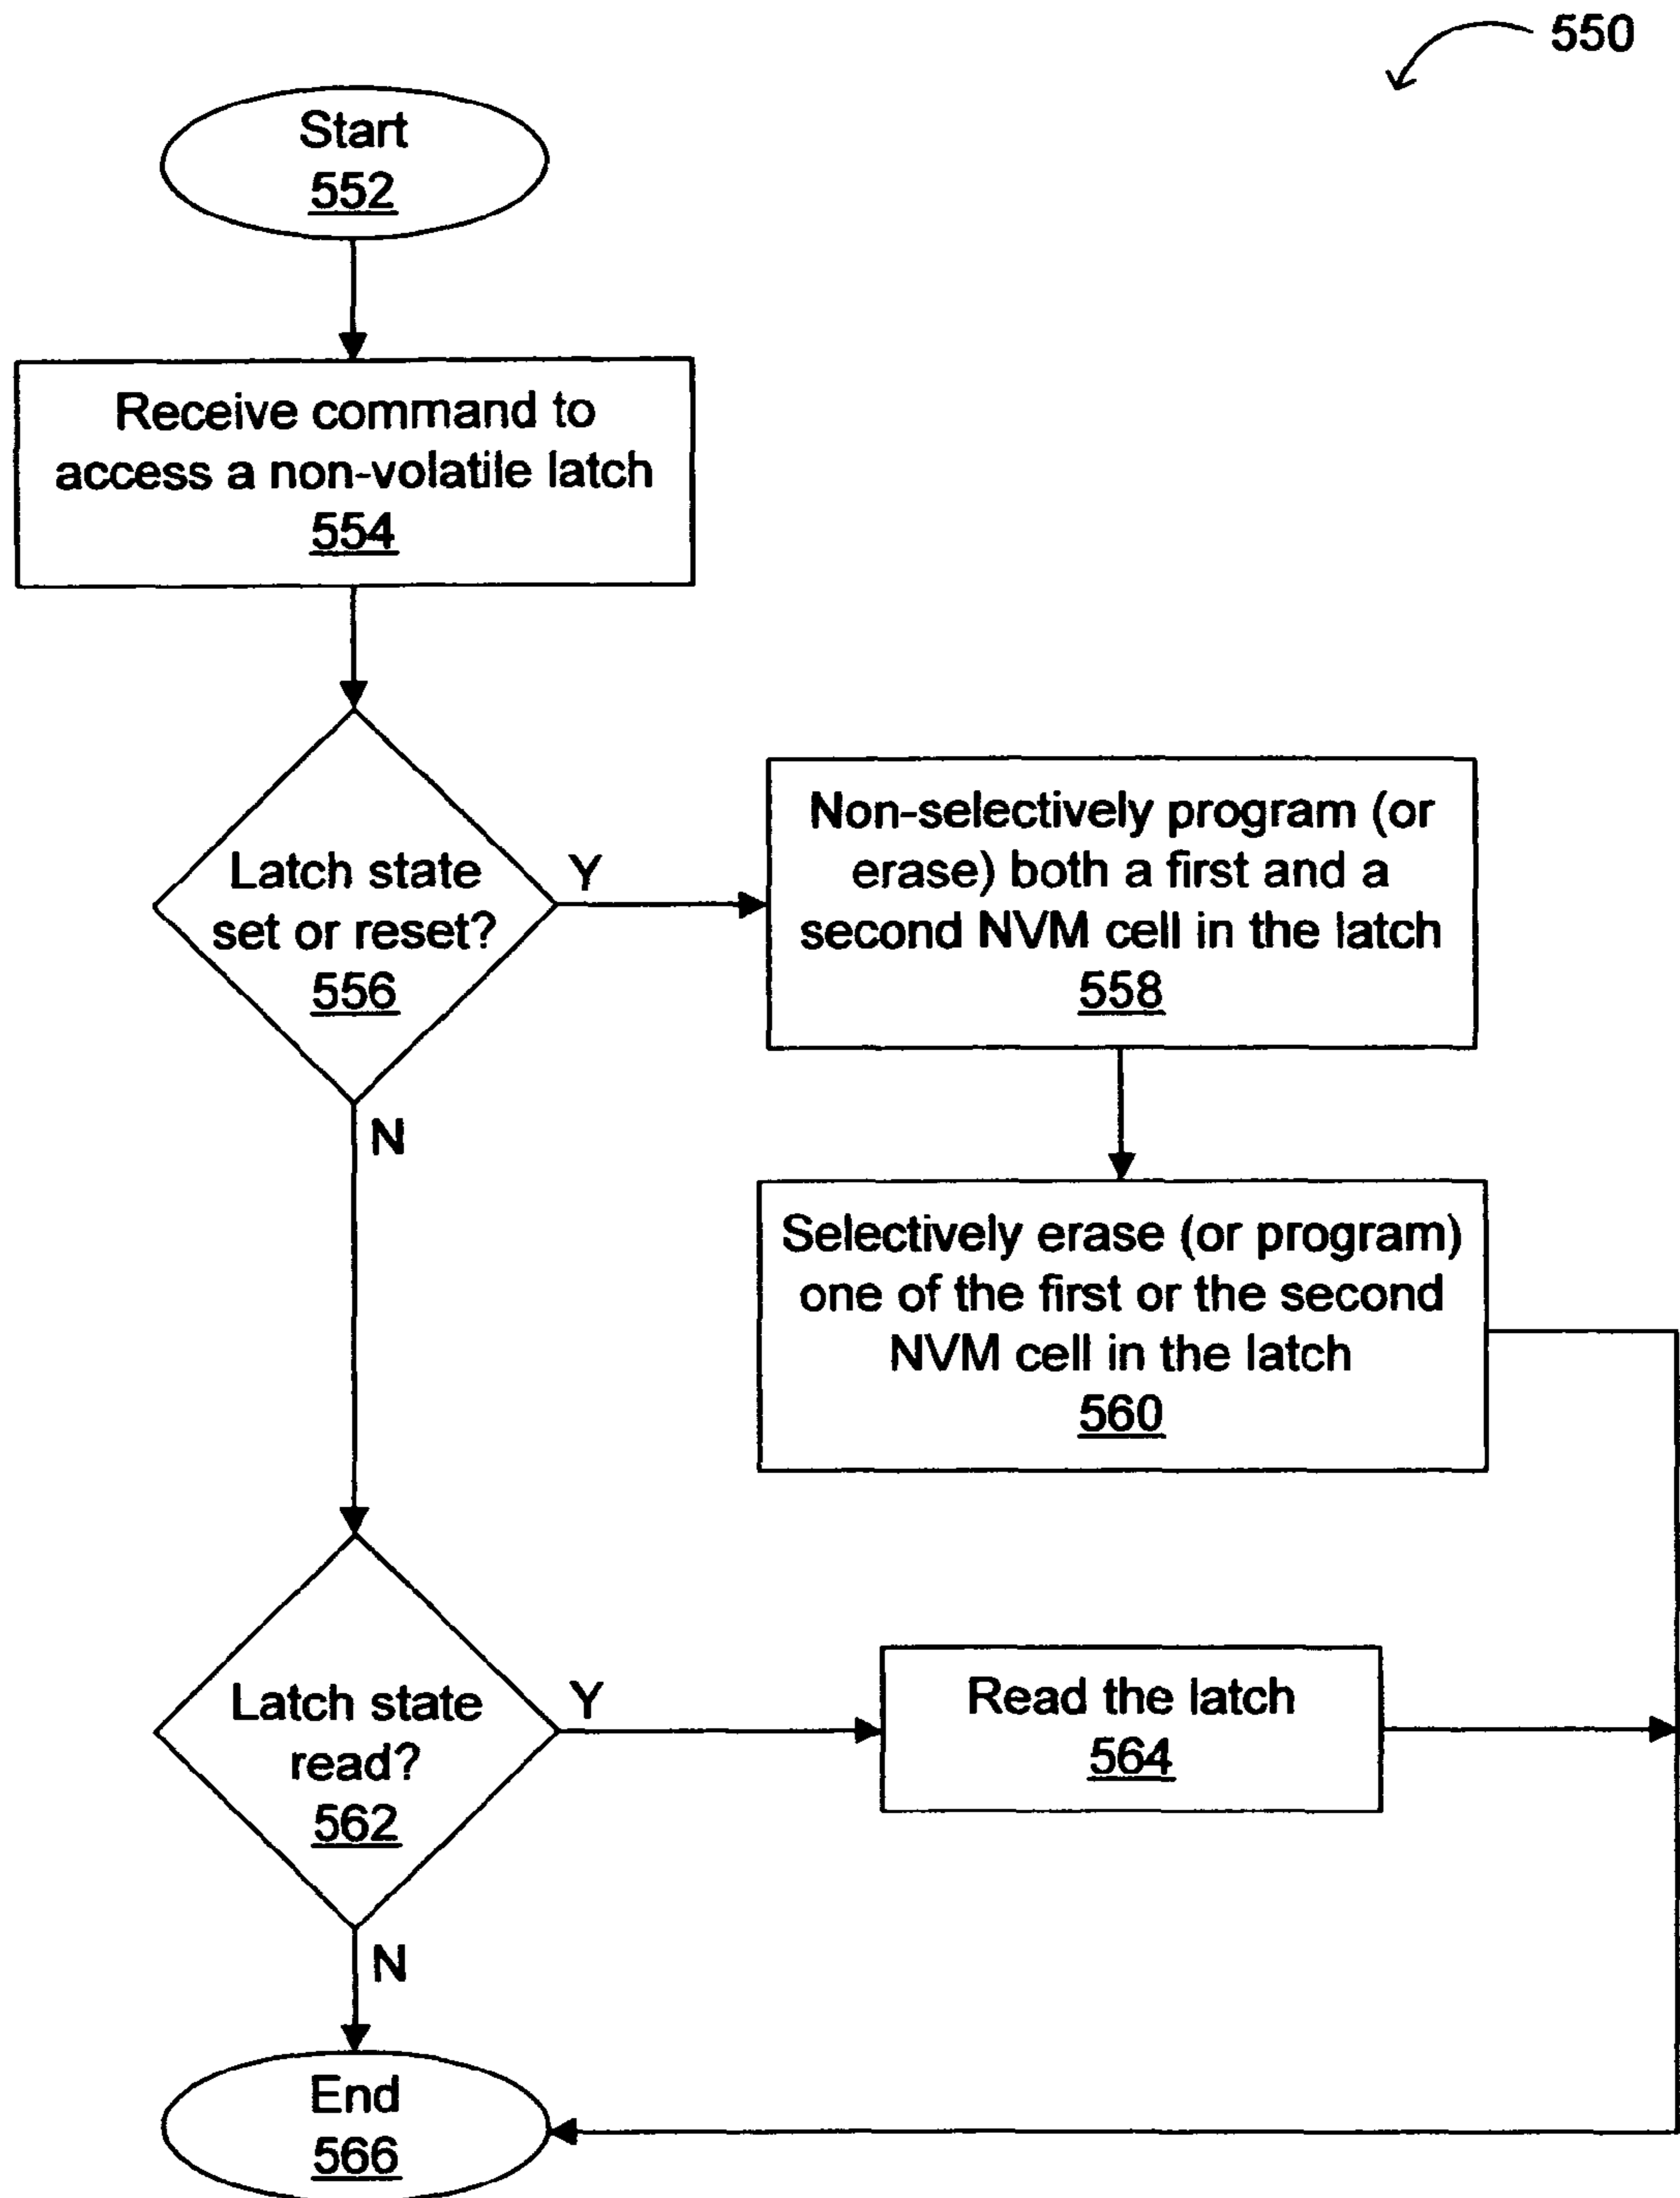 550
Start
552
Receive command to
access a non-volatile latch
554
Latch state
set or reset?
556
Y
N
Non-selectively program (or
erase) both a first and a
second NVM cell in the latch
558
Selectively erase (or program)
one of the first or the second
NVM cell in the latch
560
Latch state
read?
562
Y
N
Read the latch
564
End
566